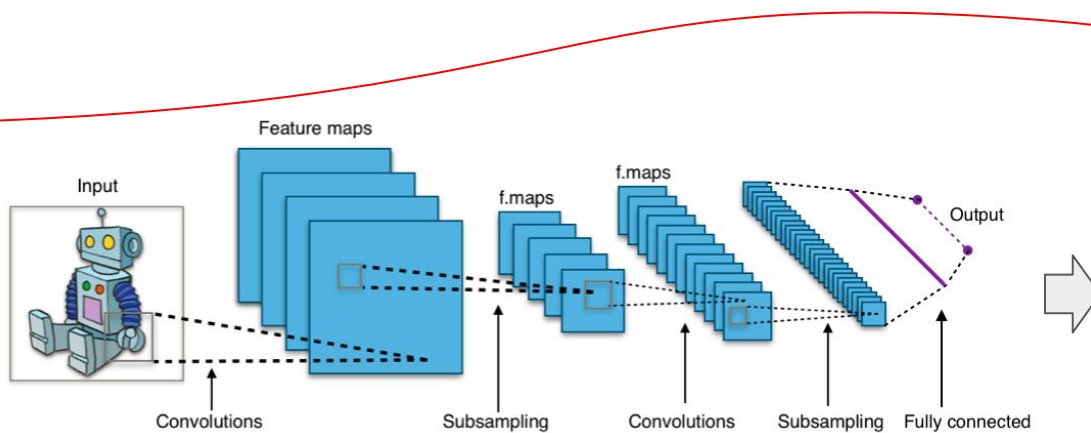 Feature maps
Input
f.maps
f.maps
Output
Convolutions
Subsampling
Convolutions
Subsampling
Fully connected